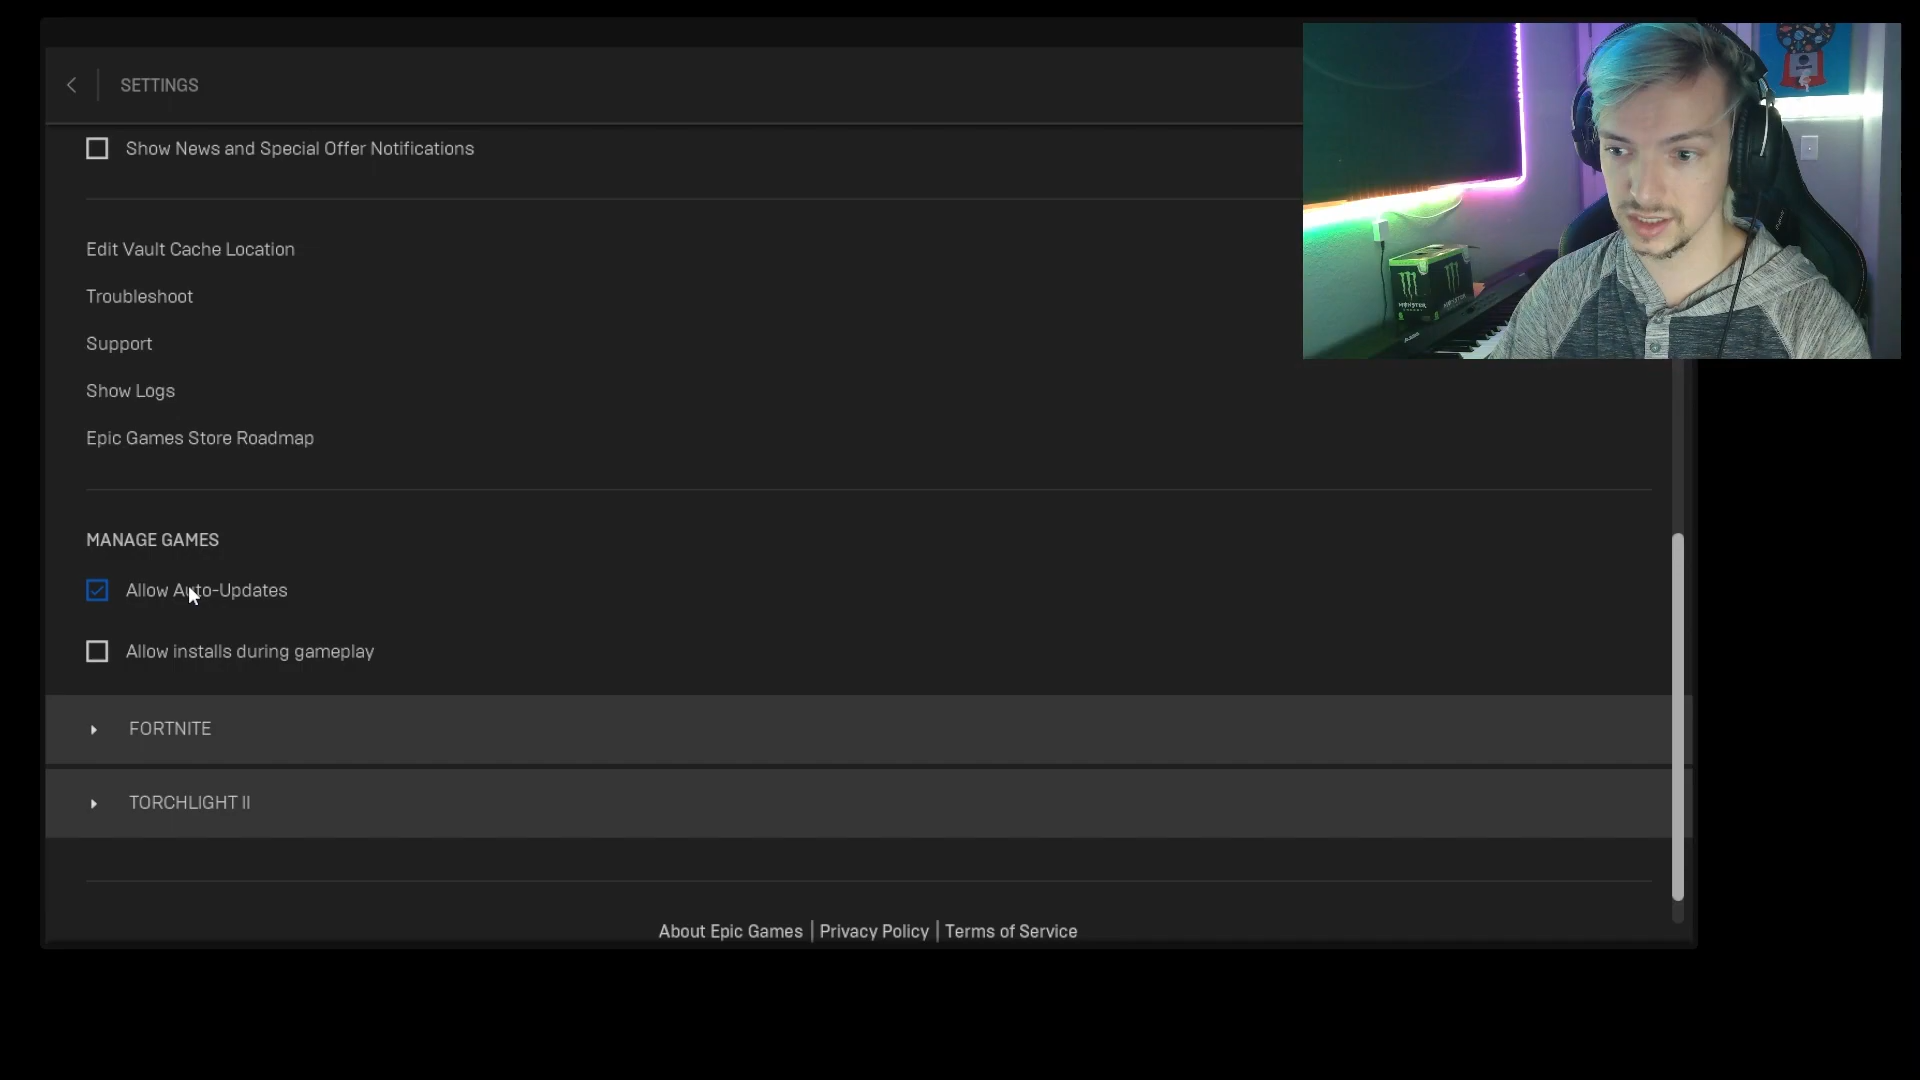 SETTINGS
Show News and Special Offer Notifications
Edit Vault Cache Location
Troubleshoot
Support
Show Logs
Epic Games Store Roadmap
MANAGE GAMES
Allow Auto-Updates
Allow installs during gameplay
FORTNITE
TORCHLIGHT II
About Epic Games | Privacy Policy | Terms of Service
MONSTER